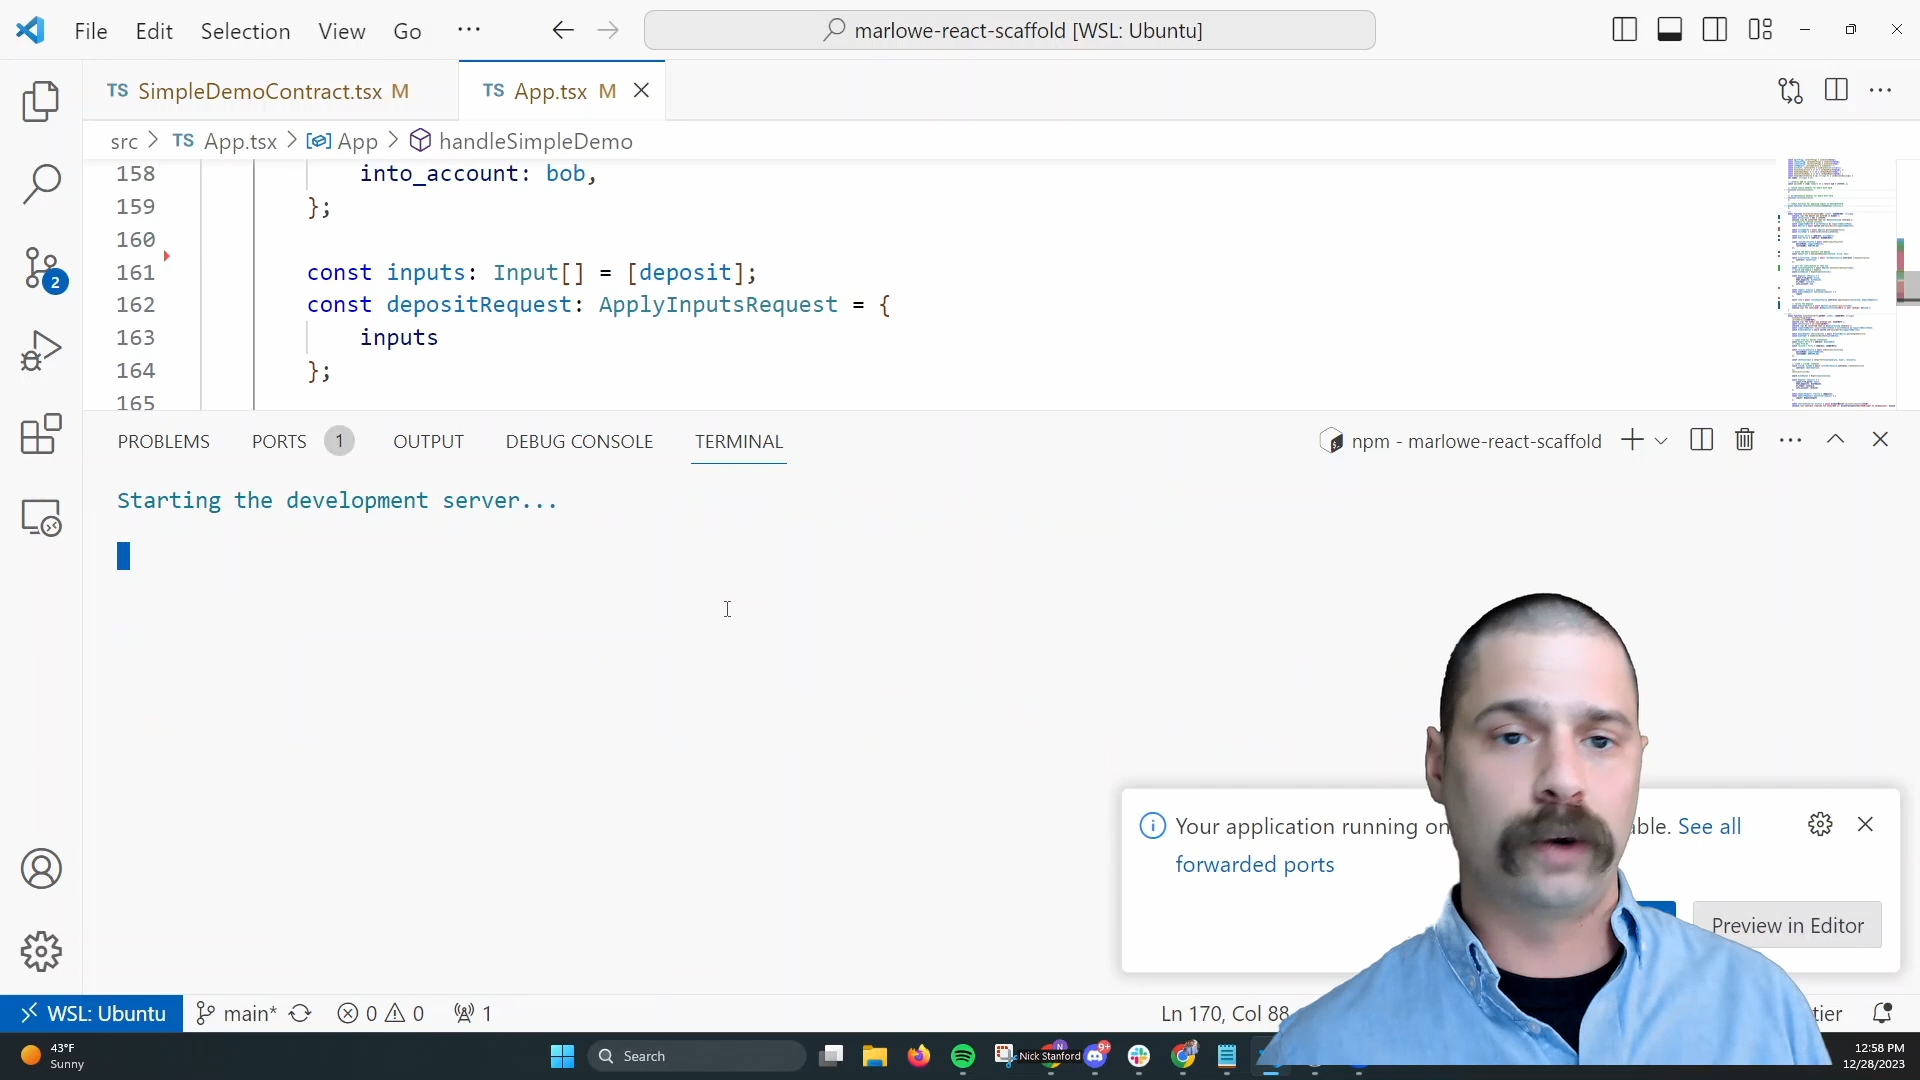 File Edit Selection View Go ··· marlowe-react-scaffold [WSL: Ubuntu]
TS SimpleDemoContract.tsx M TS App.tsx M
src > TS App.tsx > App > handleSimpleDemo
158 into_account: bob,
159 };
160
161 const inputs: Input[] = [deposit];
162 const depositRequest: ApplyInputsRequest = {
163 inputs
164 };
165
2
PROBLEMS PORTS 1 OUTPUT DEBUG CONSOLE TERMINAL npm - marlowe-react-scaffold
Starting the development server...
Your application running on able. See all
forwarded ports
Preview in Editor
WSL: Ubuntu main* 0 0 1 Ln 170, Col 88 tier
43°F
Sunny
Search
Nick Stanford
N
9+
12:58 PM
12/28/2023